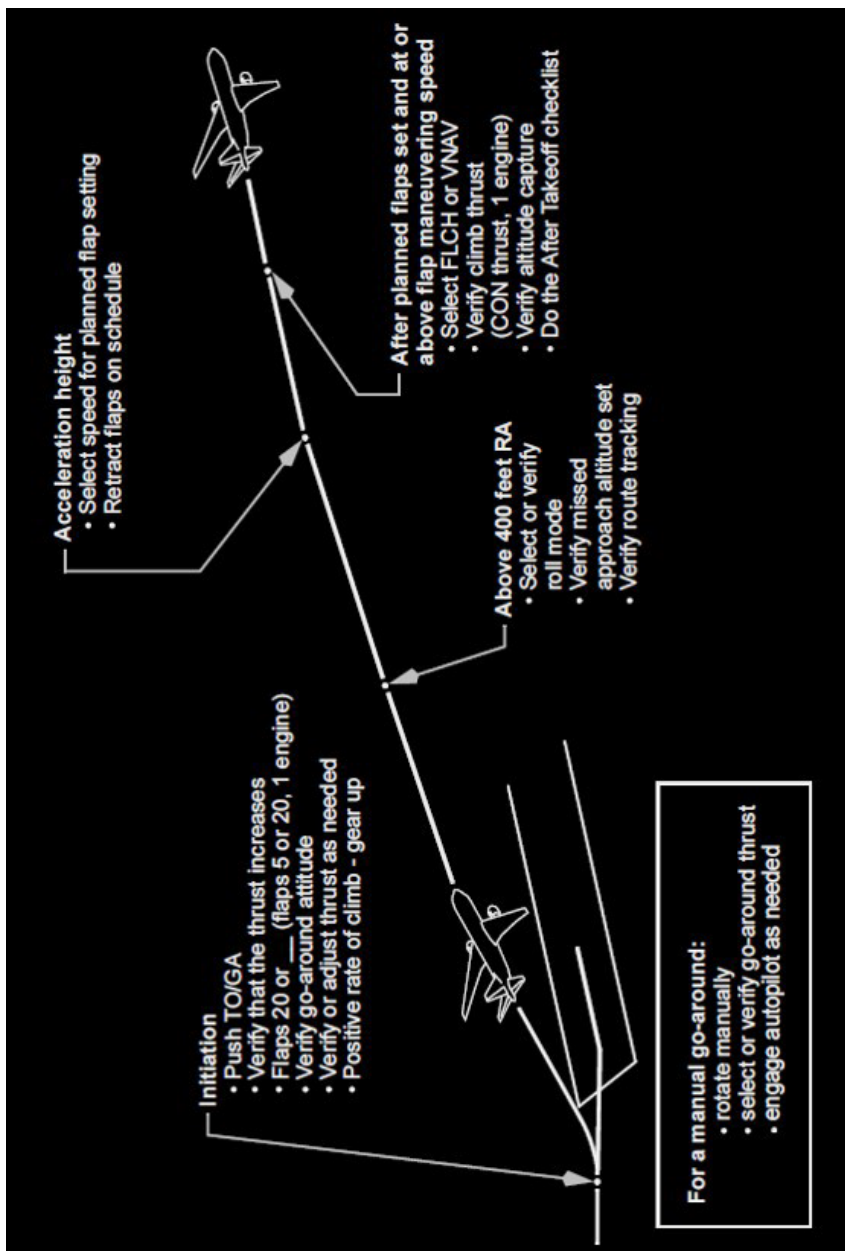 Initiation
• Push TO/GA
• Verify that the thrust increases
• Flaps 20 or __ (flaps 5 or 20, 1 engine)
• Verify go-around attitude
• Verify or adjust thrust as needed
• Positive rate of climb - gear up
Above 400 feet RA
• Select or verify
roll mode
• Verify missed
approach altitude set
• Verify route tracking
Acceleration height
• Select speed for planned flap setting
• Retract flaps on schedule
After planned flaps set and at or
above flap maneuvering speed
• Select FLCH or VNAV
• Verify climb thrust
(CON thrust, 1 engine)
• Verify altitude capture
• Do the After Takeoff checklist
For a manual go-around:
• rotate manually
• select or verify go-around thrust
• engage autopilot as needed